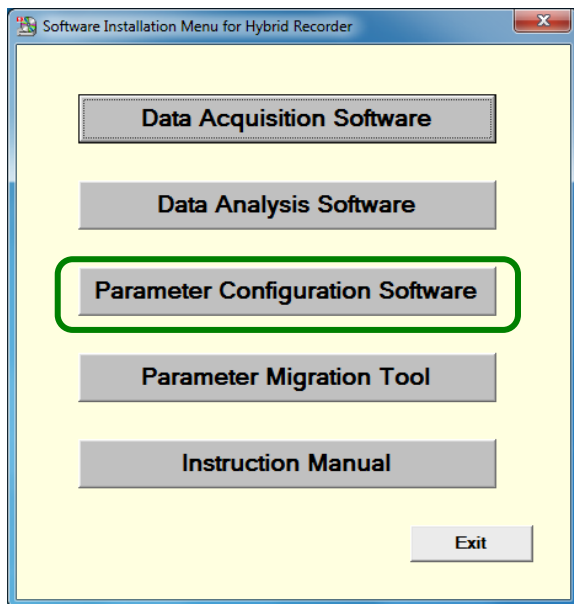 Software Installation Menu for Hybrid Recorder
Data Acquisition Software
Data Analysis Software
Parameter Configuration Software
Parameter Migration Tool
Instruction Manual
Exit